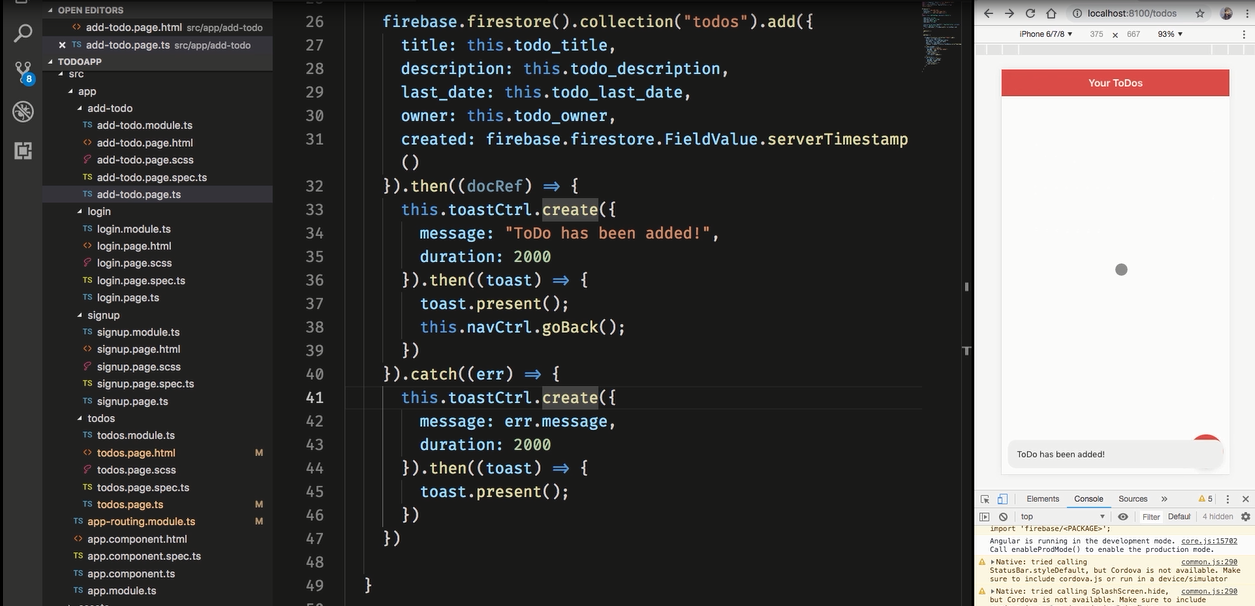 OPEN EDITORS
add-todo.page.html src/app/add-todo
× TS add-todo.page.ts src/app/add-todo
TODOAPP
src
app
add-todo
TS add-todo.module.ts
<> add-todo.page.html
add-todo.page.scss
TS add-todo.page.spec.ts
TS add-todo.page.ts
login
TS login.module.ts
<> login.page.html
login.page.scss
TS login.page.spec.ts
TS login.page.ts
signup
TS signup.module.ts
<> signup.page.html
signup.page.scss
TS signup.page.spec.ts
TS signup.page.ts
todos
TS todos.module.ts
<> todos.page.html M
todos.page.scss
TS todos.page.spec.ts
TS todos.page.ts M
TS app-routing.module.ts M
<> app.component.html
TS app.component.spec.ts
TS app.component.ts
TS app.module.ts
8
26 firebase.firestore().collection("todos").add({
27 title: this.todo_title,
28 description: this.todo_description,
29 last_date: this.todo_last_date,
30 owner: this.todo_owner,
31 created: firebase.firestore.FieldValue.serverTimestamp
()
32 }).then((docRef) => {
33 this.toastCtrl.create({
34 message: "ToDo has been added!",
35 duration: 2000
36 }).then((toast) => {
37 toast.present();
38 this.navCtrl.goBack();
39 })
40 }).catch((err) => {
41 this.toastCtrl.create({
42 message: err.message,
43 duration: 2000
44 }).then((toast) => {
45 toast.present();
46 })
47 })
48
49 }
localhost:8100/todos
iPhone 6/7/8 ▼ 375 × 667 93% ▼
Your ToDos
ToDo has been added!
Elements Console Sources » 5
top Filter Defaul 4 hidden
import 'firebase/<PACKAGE>';
Angular is running in the development mode. core.js:15702
Call enableProdMode() to enable the production mode.
Native: tried calling common.js:290
StatusBar.styleDefault, but Cordova is not available. Make
sure to include cordova.js or run in a device/simulator
Native: tried calling SplashScreen.hide, common.js:290
but Cordova is not available. Make sure to include